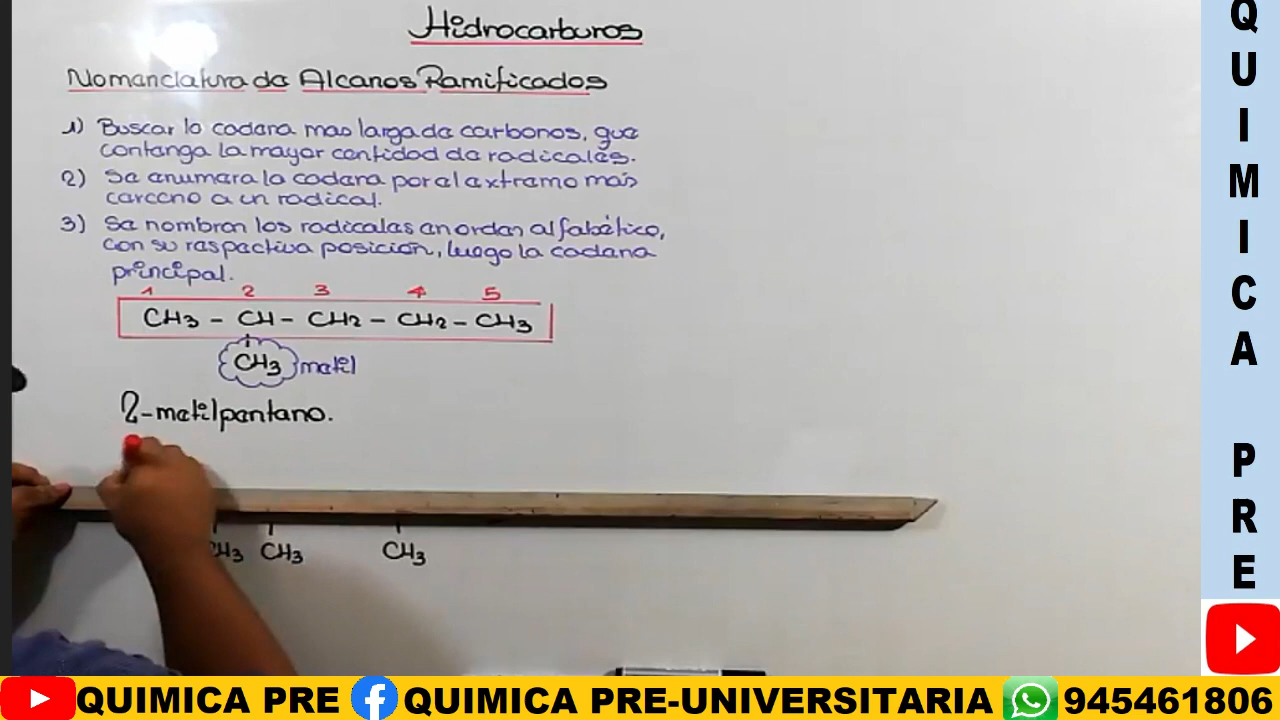 Hidrocarburos
Nomenclatura de Alcanos Ramificados
1) Buscar la cadena mas larga de carbonos, que
contenga la mayor cantidad de radicales.
2) Se enumera la cadena por el extremo más
cercano a un radical.
3) Se nombran los radicales en orden alfabético,
con su respectiva posición, luego la cadena
principal.
1 2 3 4 5
CH3 - CH - CH2 - CH2 - CH3
CH3 metil
2-metilpentano.
CH3 CH3 CH3
QUIMICA PRE
QUIMICA PRE QUIMICA PRE-UNIVERSITARIA 945461806